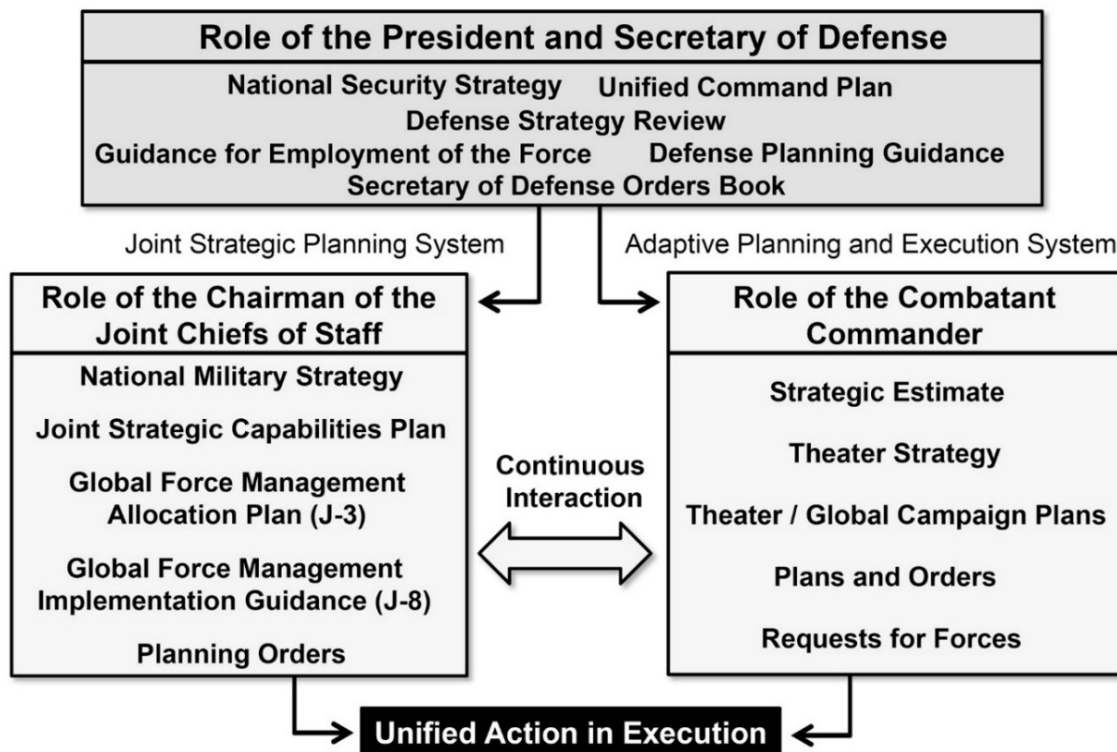 Role of the President and Secretary of Defense
National Security Strategy Unified Command Plan
Defense Strategy Review
Guidance for Employment of the Force Defense Planning Guidance
Secretary of Defense Orders Book
Joint Strategic Planning System
Adaptive Planning and Execution System
Role of the Chairman of the
Joint Chiefs of Staff
National Military Strategy
Joint Strategic Capabilities Plan
Global Force Management
Allocation Plan (J-3)
Global Force Management
Implementation Guidance (J-8)
Planning Orders
Continuous
Interaction
Role of the Combatant
Commander
Strategic Estimate
Theater Strategy
Theater / Global Campaign Plans
Plans and Orders
Requests for Forces
Unified Action in Execution